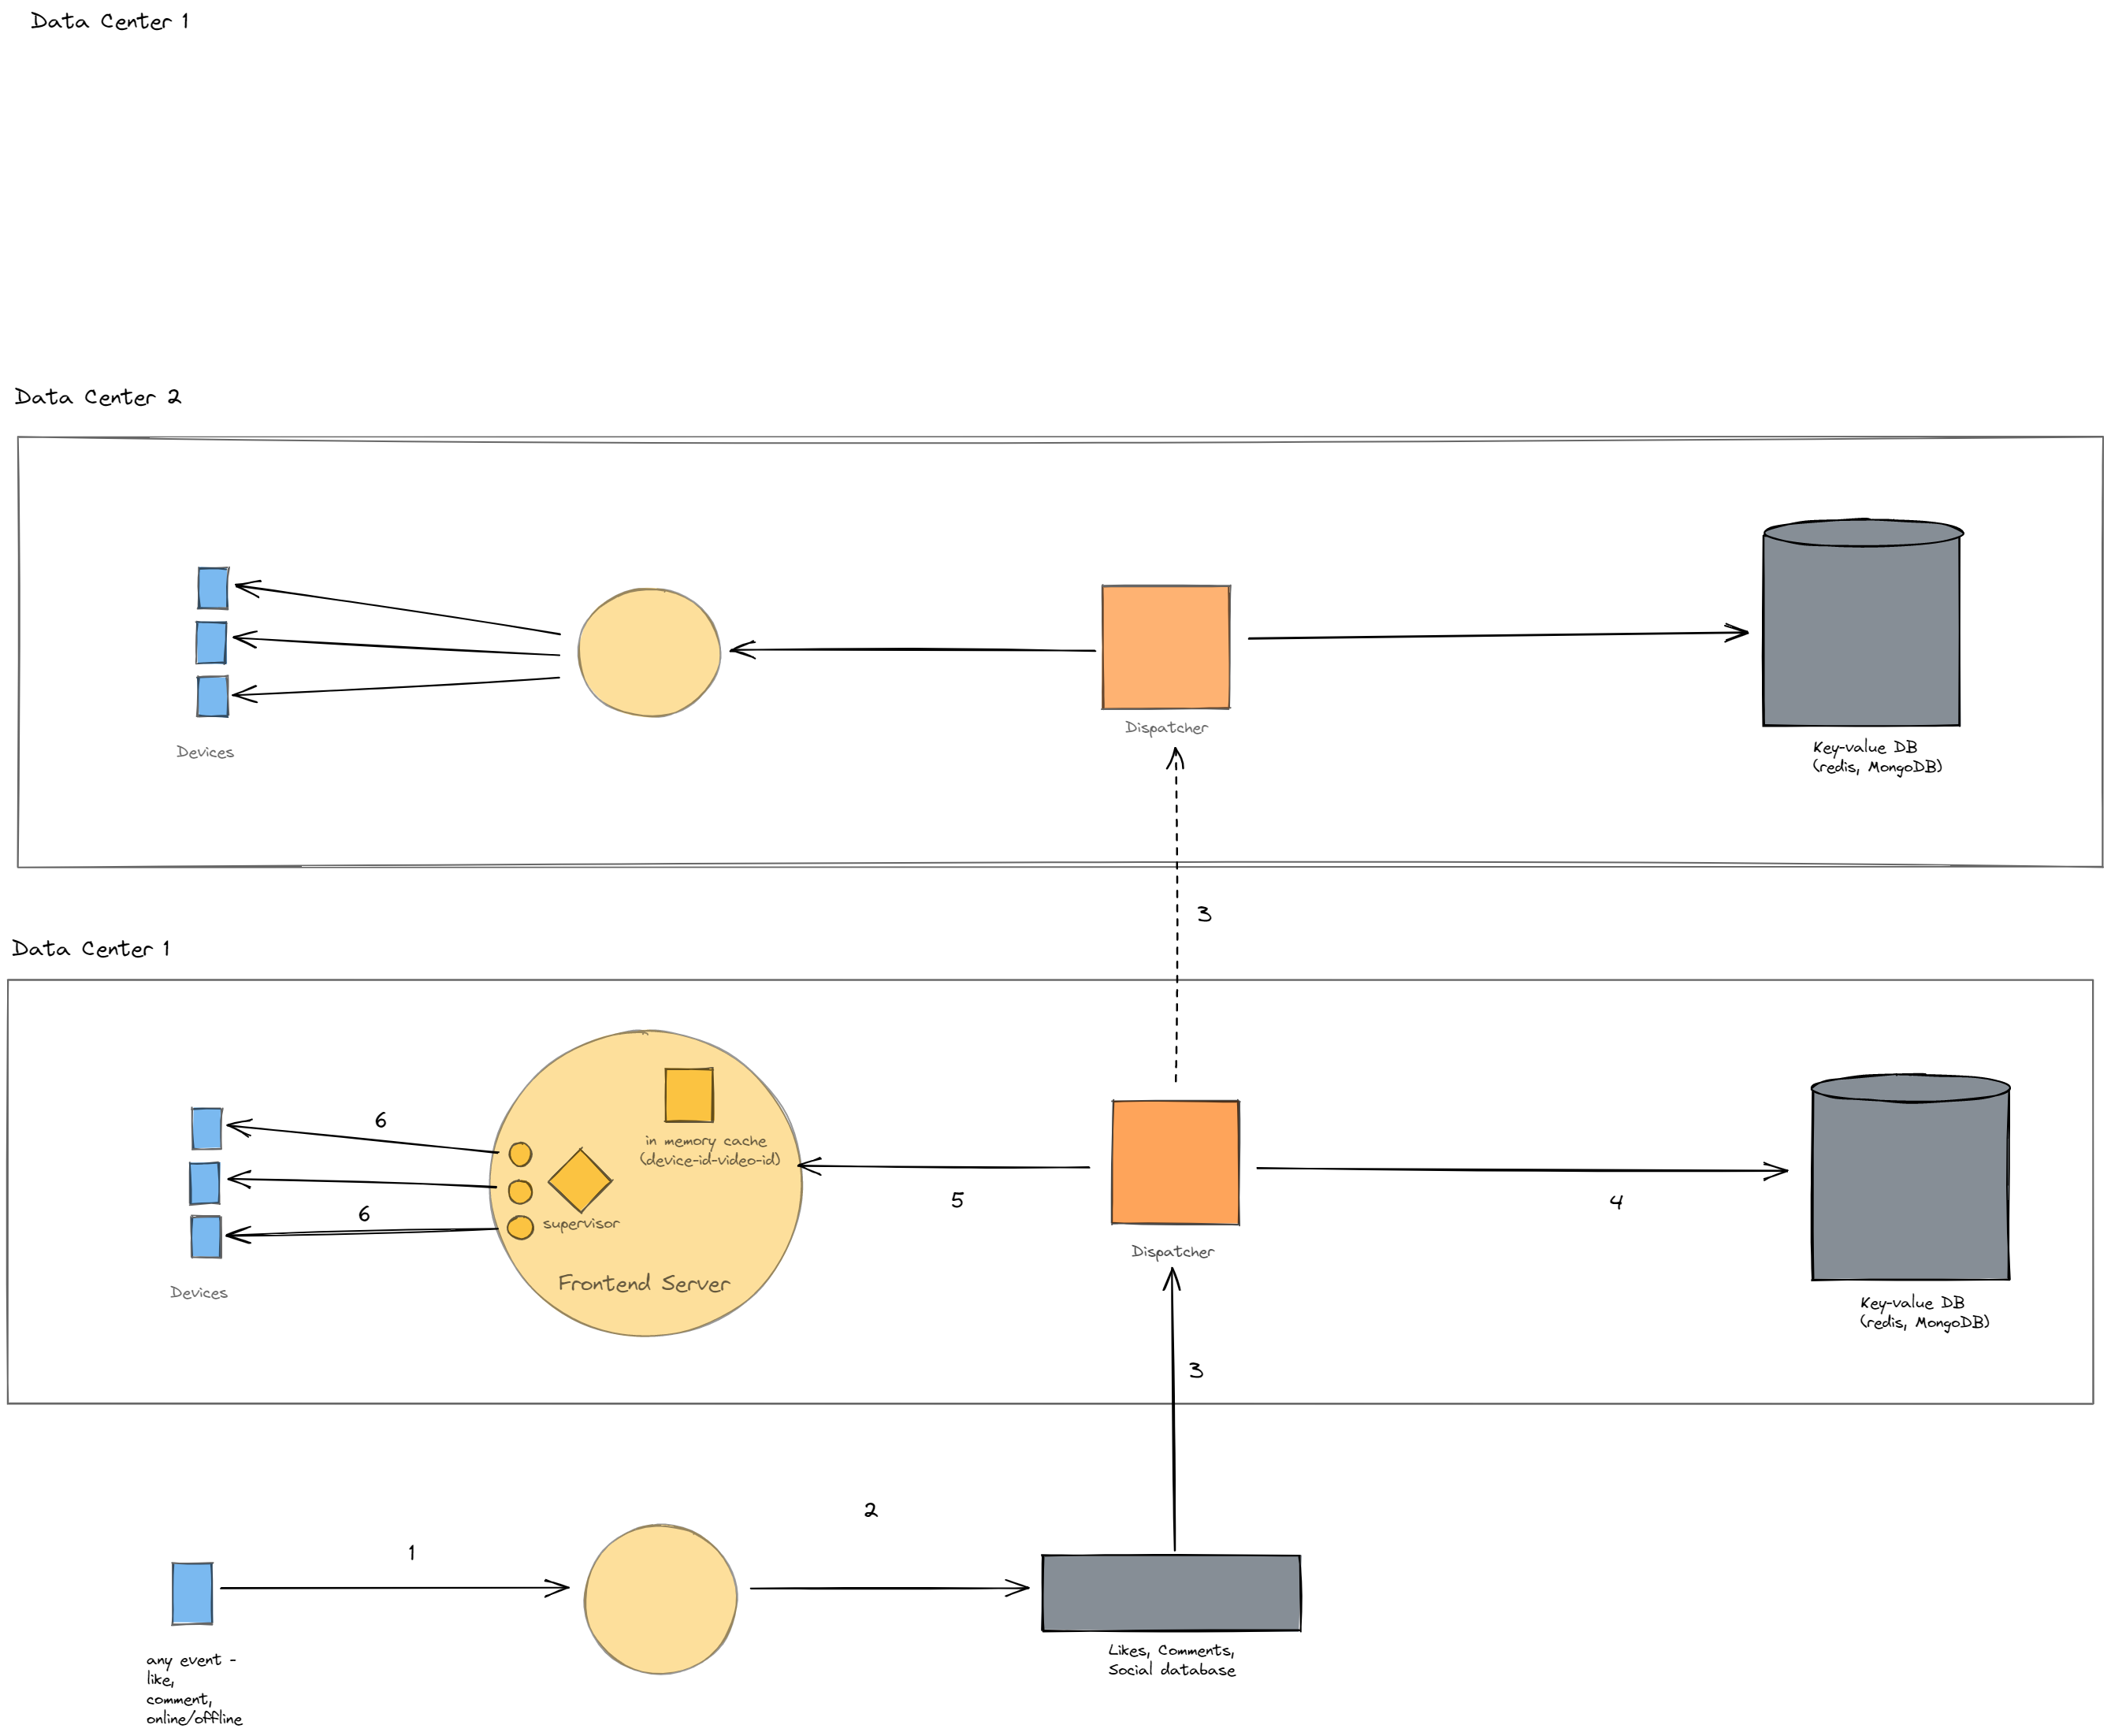 Data Center 1
Data Center 2
Devices
Dispatcher
Key-value DB
(redis, MongoDB)
3
Data Center 1
6
6
in memory cache
(device-id-video-id)
supervisor
Frontend Server
Devices
5
Dispatcher
4
Key-value DB
(redis, MongoDB)
3
1
2
any event -
like,
comment,
online/offline
Likes, Comments,
Social database